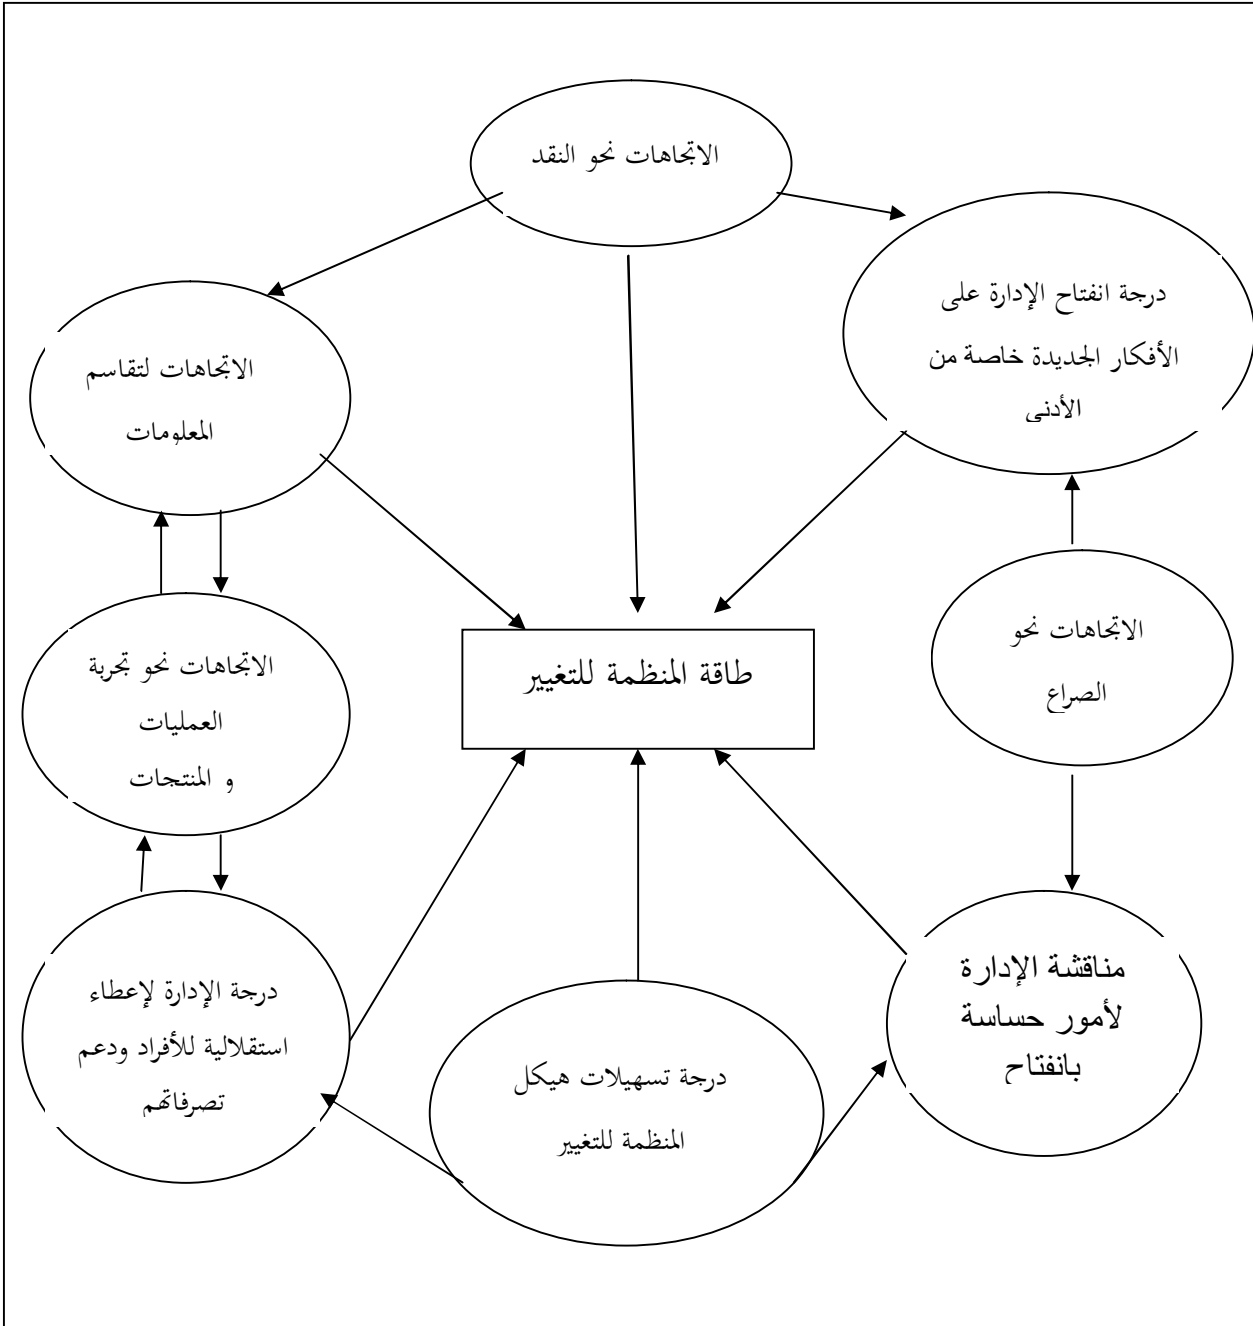 الاتجاهات نحو النقد
درجة انفتاح الإدارة على
الأفكار الجديدة خاصة من
الأدنى
الاتجاهات لتقاسم
المعلومات
الاتجاهات نحو
الصراع
طاقة المنظمة للتغيير
الاتجاهات نحو تجربة
العمليات
و المنتجات
مناقشة الإدارة
لأمور حساسة
بانفتاح
درجة تسهيلات هيكل
المنظمة للتغيير
درجة الإدارة لإعطاء
استقلالية للأفراد ودعم
تصرفاتهم